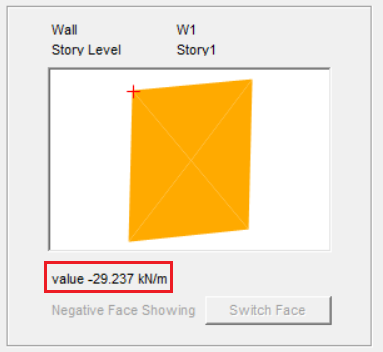 Wall W1
Story Level Story1
value -29.237 kN/m
Negative Face Showing Switch Face